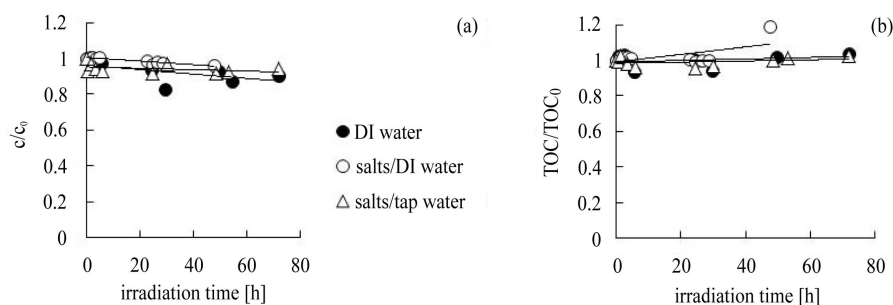 (a)
1.2
1
0.8
0.6
0.4
0.2
0
c/c0
0 20 40 60 80
irradiation time [h]
DI water
salts/DI water
salts/tap water
(b)
1.2
1
0.8
0.6
0.4
0.2
0
TOC/TOC0
0 20 40 60 80
irradiation time [h]